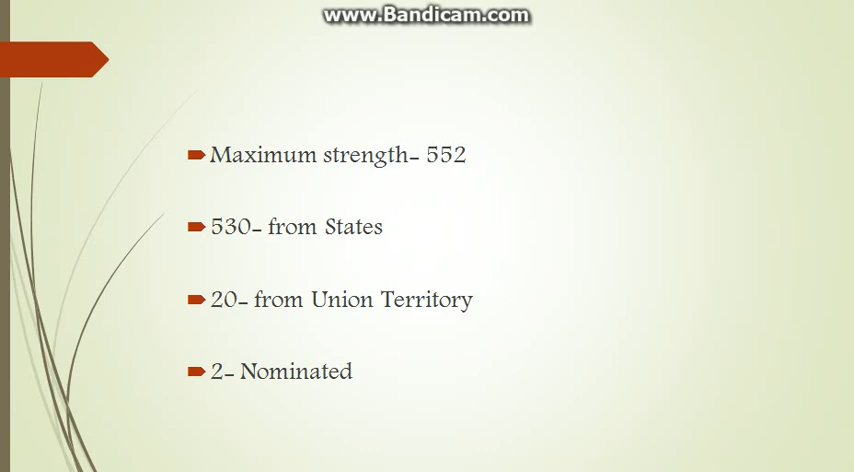 www.Bandicam.com
Maximum strength- 552
530- from States
20- from Union Territory
2- Nominated